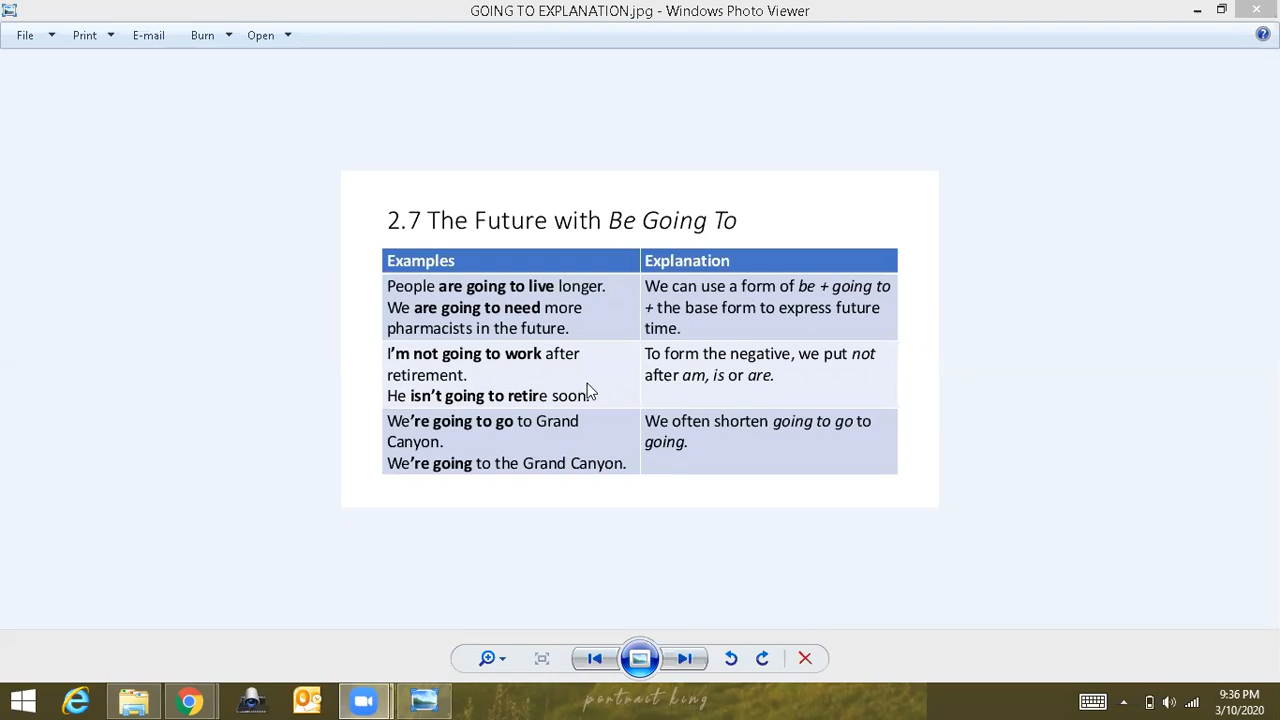 GOING TO EXPLANATION.jpg - Windows Photo Viewer
File Print E-mail Burn Open
2.7 The Future with Be Going To
Examples Explanation
People are going to live longer.
We are going to need more
pharmacists in the future.
We can use a form of be + going to
+ the base form to express future
time.
I'm not going to work after
retirement.
He isn't going to retire soon.
To form the negative, we put not
after am, is or are.
We're going to go to Grand
Canyon.
We're going to the Grand Canyon.
We often shorten going to go to
going.
portrait king
9:36 PM
3/10/2020